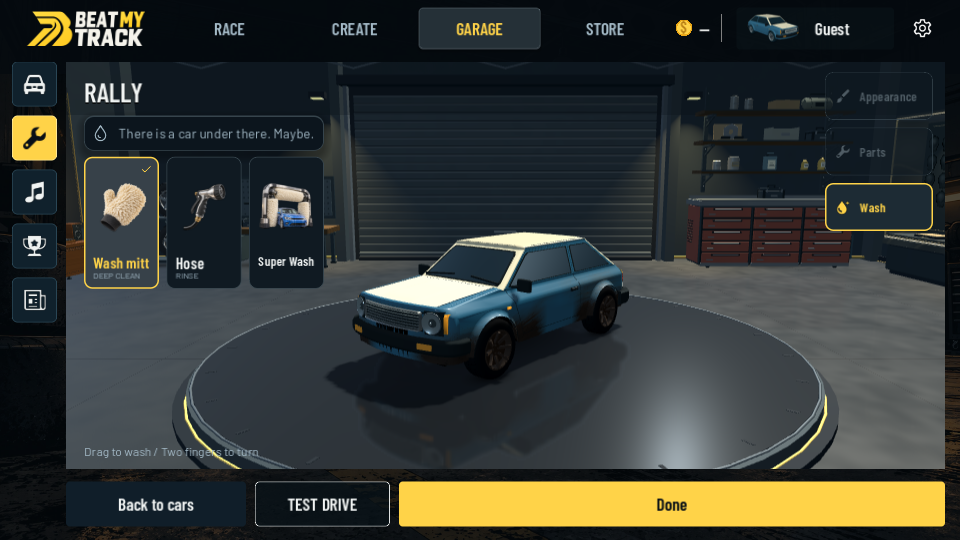 BEAT MY
TRACK
RACE
CREATE
GARAGE
STORE
Guest
RALLY
There is a car under there. Maybe.
Wash mitt
DEEP CLEAN
Hose
RINSE
Super Wash
Appearance
Parts
Wash
Drag to wash / Two fingers to turn
Back to cars
TEST DRIVE
Done